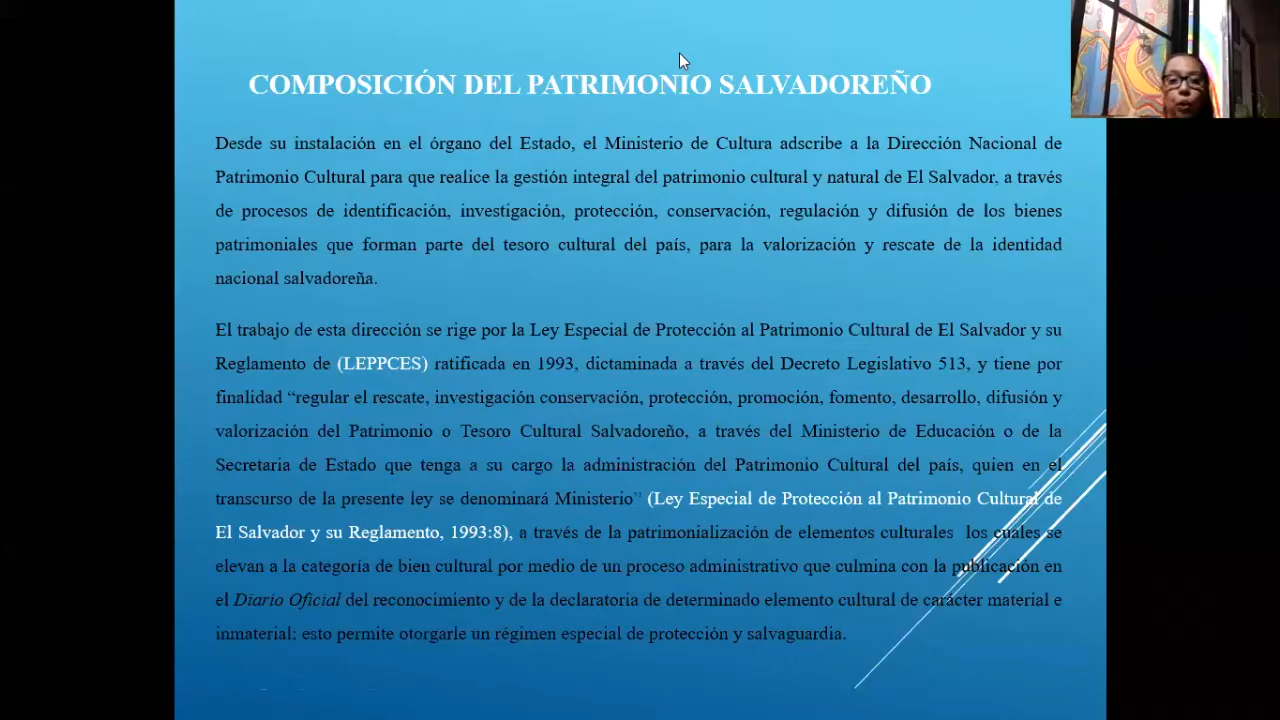 COMPOSICIÓN DEL PATRIMONIO SALVADOREÑO
Desde su instalación en el órgano del Estado, el Ministerio de Cultura adscribe a la Dirección Nacional de
Patrimonio Cultural para que realice la gestión integral del patrimonio cultural y natural de El Salvador, a través
de procesos de identificación, investigación, protección, conservación, regulación y difusión de los bienes
patrimoniales que forman parte del tesoro cultural del país, para la valorización y rescate de la identidad
nacional salvadoreña.
El trabajo de esta dirección se rige por la Ley Especial de Protección al Patrimonio Cultural de El Salvador y su
Reglamento de (LEPPCES) ratificada en 1993, dictaminada a través del Decreto Legislativo 513, y tiene por
finalidad “regular el rescate, investigación conservación, protección, promoción, fomento, desarrollo, difusión y
valorización del Patrimonio o Tesoro Cultural Salvadoreño, a través del Ministerio de Educación o de la
Secretaria de Estado que tenga a su cargo la administración del Patrimonio Cultural del país, quien en el
transcurso de la presente ley se denominará Ministerio” (Ley Especial de Protección al Patrimonio Cultural de
El Salvador y su Reglamento, 1993:8), a través de la patrimonialización de elementos culturales los cuales se
elevan a la categoría de bien cultural por medio de un proceso administrativo que culmina con la publicación en
el Diario Oficial del reconocimiento y de la declaratoria de determinado elemento cultural de carácter material e
inmaterial: esto permite otorgarle un régimen especial de protección y salvaguardia.